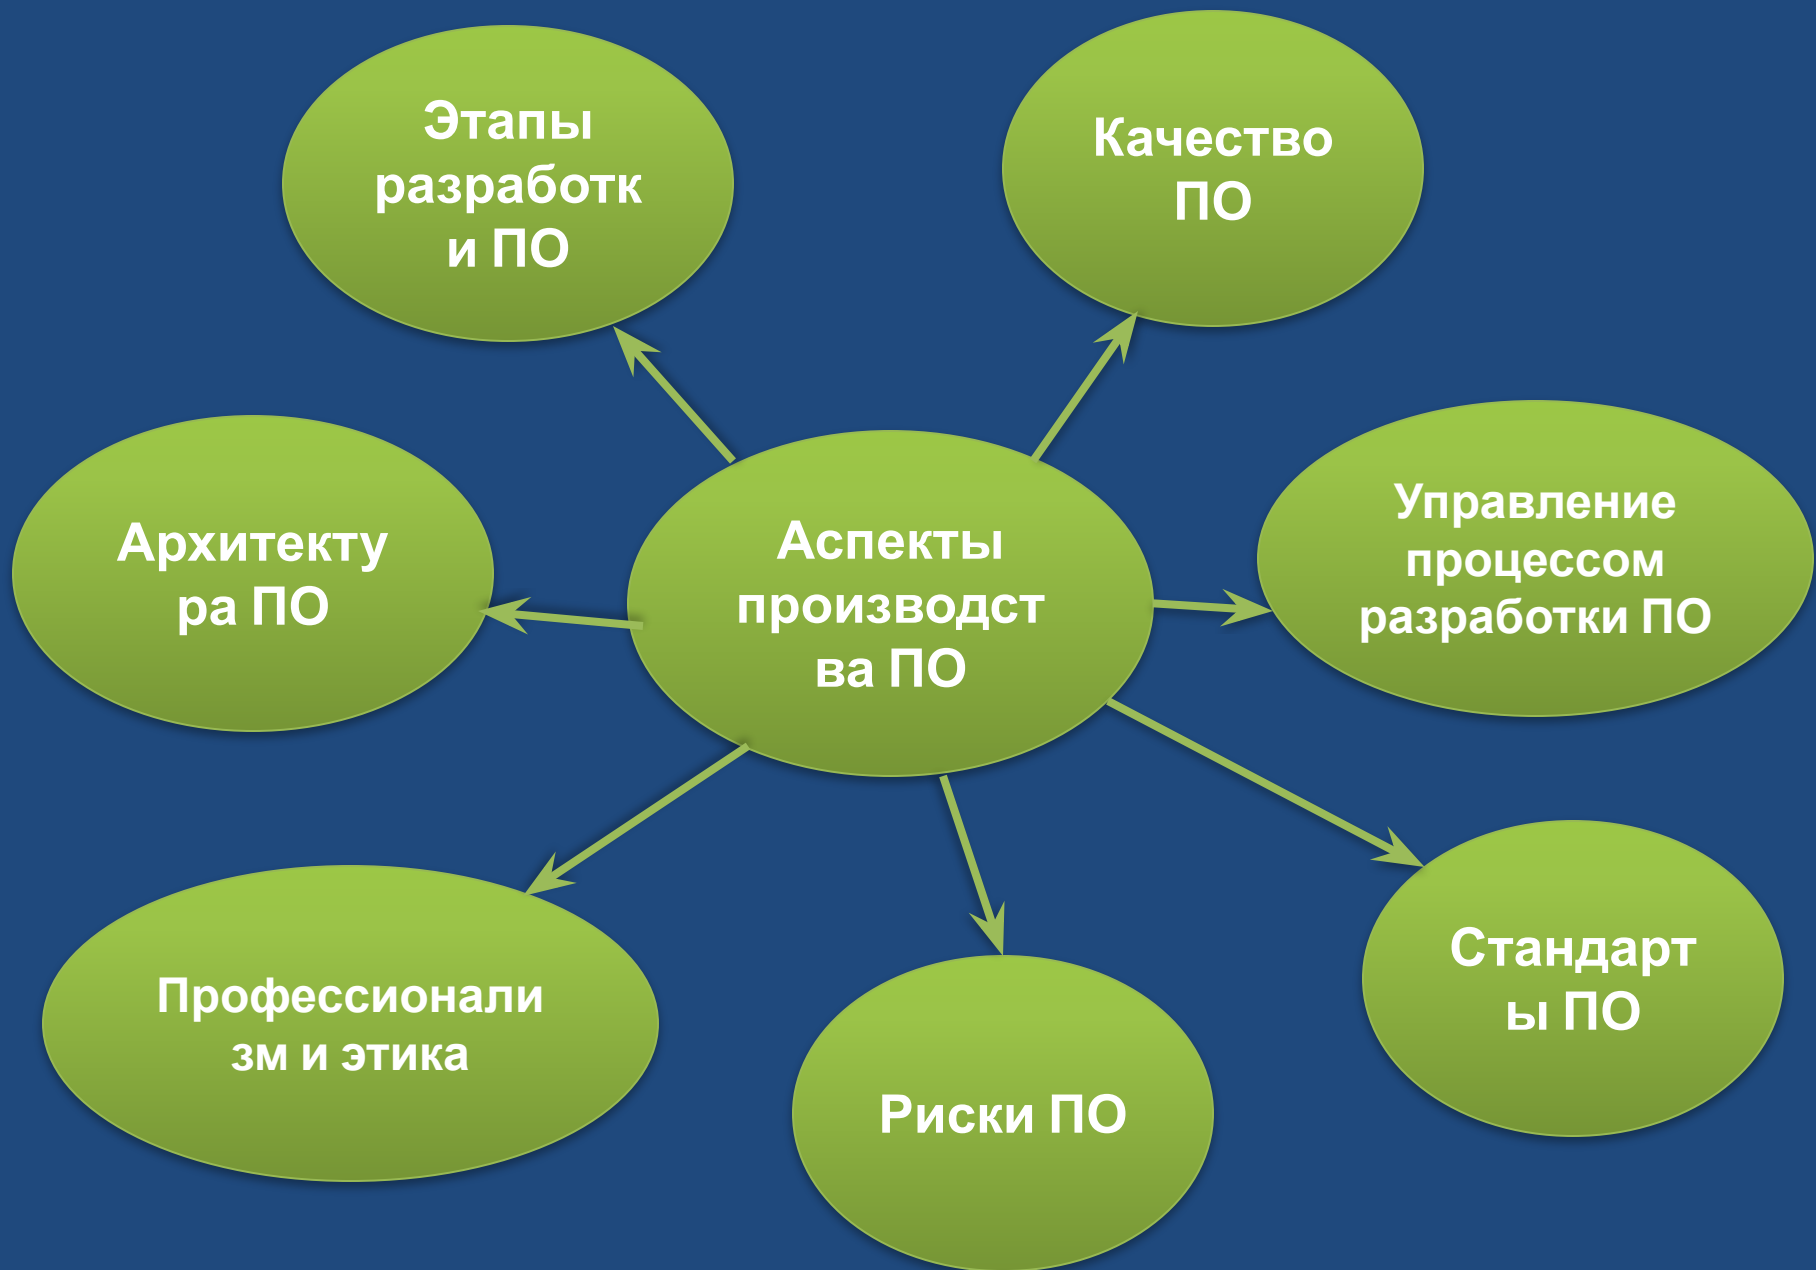 Этапы
разработк
и ПО
Качество
ПО
Архитекту
ра ПО
Аспекты
производст
ва ПО
Управление
процессом
разработки ПО
Профессионали
зм и этика
Риски ПО
Стандарт
ы ПО